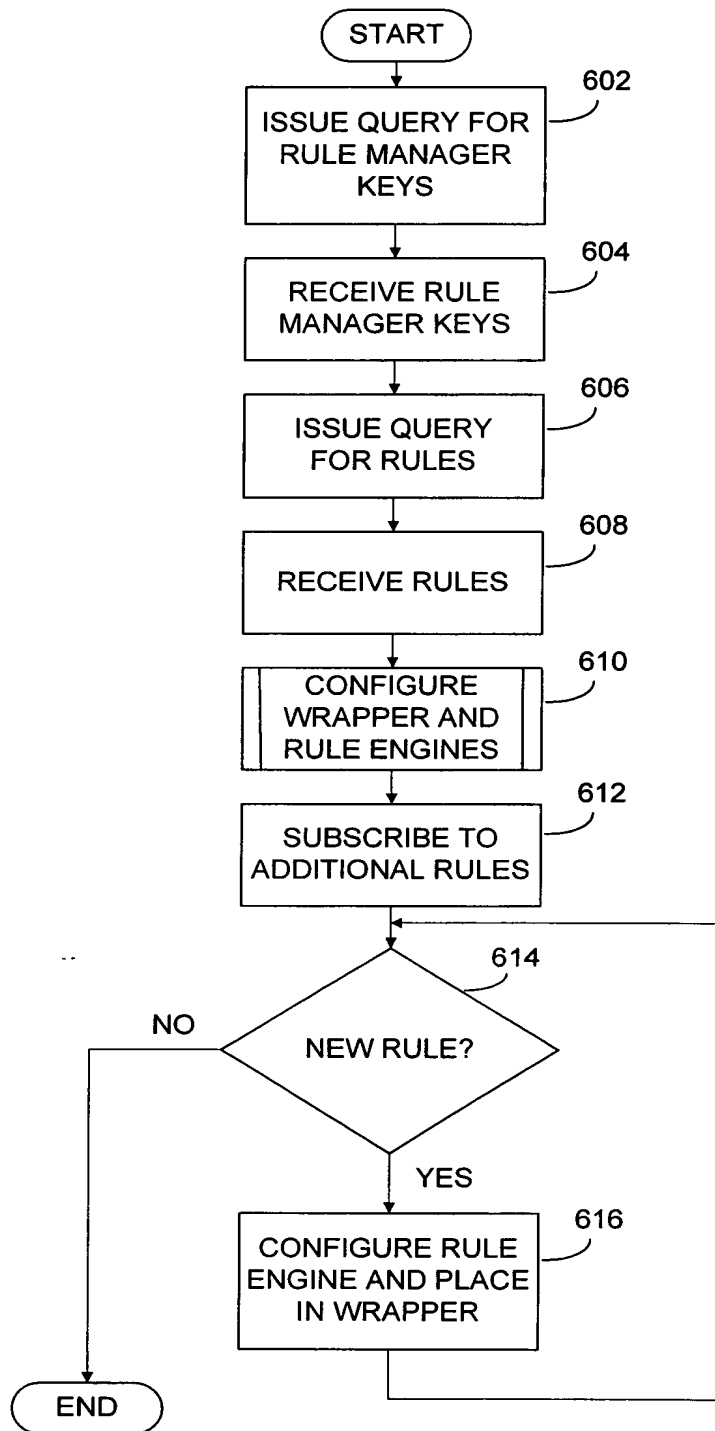 START
602
ISSUE QUERY FOR
RULE MANAGER
KEYS
604
RECEIVE RULE
MANAGER KEYS
606
ISSUE QUERY
FOR RULES
608
RECEIVE RULES
610
CONFIGURE
WRAPPER AND
RULE ENGINES
612
SUBSCRIBE TO
ADDITIONAL RULES
614
NO
NEW RULE?
YES
616
CONFIGURE RULE
ENGINE AND PLACE
IN WRAPPER
END